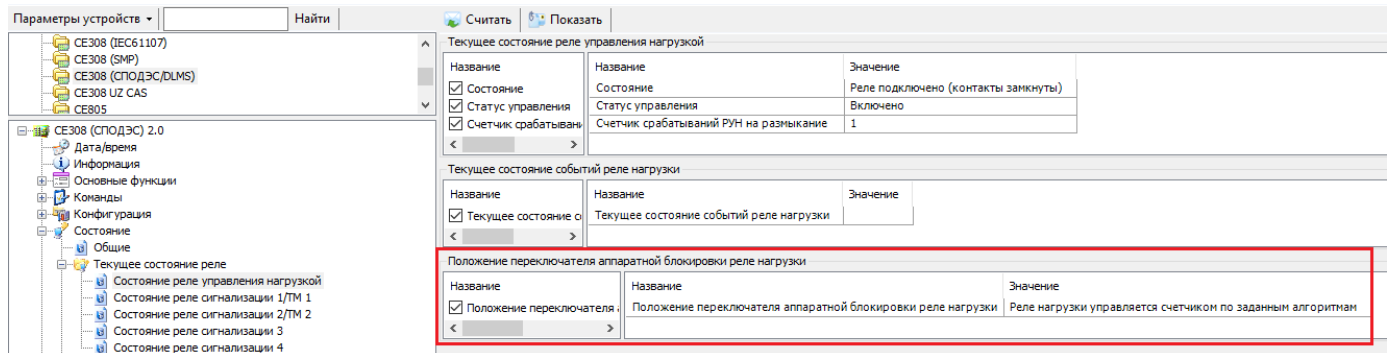 Параметры устройств
Найти
Считать
Показать
CE308 (IEC61107)
CE308 (SMP)
CE308 (СПОДЭС/DLMS)
CE308 UZ CAS
CE805
CE308 (СПОДЭС) 2.0
Дата/время
Информация
Основные функции
Команды
Конфигурация
Состояние
Общие
Текущее состояние реле
Состояние реле управления нагрузкой
Состояние реле сигнализации 1/ТМ 1
Состояние реле сигнализации 2/ТМ 2
Состояние реле сигнализации 3
Состояние реле сигнализации 4
Текущее состояние реле управления нагрузкой
Название
Состояние
Статус управления
Счетчик срабатывани
Название Значение
Состояние Реле подключено (контакты замкнуты)
Статус управления Включено
Счетчик срабатываний РУН на размыкание 1
Текущее состояние событий реле нагрузки
Название
Текущее состояние со
Название Значение
Текущее состояние событий реле нагрузки
Положение переключателя аппаратной блокировки реле нагрузки
Название
Положение переключателя а
Название Значение
Положение переключателя аппаратной блокировки реле нагрузки Реле нагрузки управляется счетчиком по заданным алгоритмам